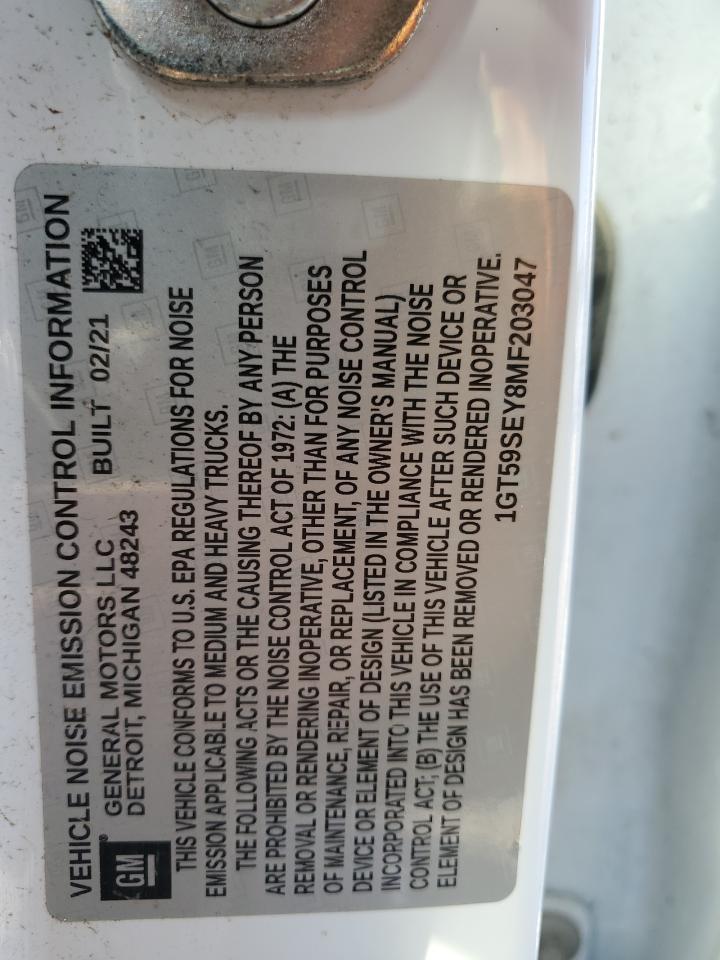 VEHICLE NOISE EMISSION CONTROL INFORMATION
GM
GENERAL MOTORS LLC BUILT 02/21
DETROIT, MICHIGAN 48243
THIS VEHICLE CONFORMS TO U.S. EPA REGULATIONS FOR NOISE
EMISSION APPLICABLE TO MEDIUM AND HEAVY TRUCKS.
THE FOLLOWING ACTS OR THE CAUSING THEREOF BY ANY PERSON
ARE PROHIBITED BY THE NOISE CONTROL ACT OF 1972: (A) THE
REMOVAL OR RENDERING INOPERATIVE, OTHER THAN FOR PURPOSES
OF MAINTENANCE, REPAIR, OR REPLACEMENT, OF ANY NOISE CONTROL
DEVICE OR ELEMENT OF DESIGN (LISTED IN THE OWNER'S MANUAL)
INCORPORATED INTO THIS VEHICLE IN COMPLIANCE WITH THE NOISE
CONTROL ACT; (B) THE USE OF THIS VEHICLE AFTER SUCH DEVICE OR
ELEMENT OF DESIGN HAS BEEN REMOVED OR RENDERED INOPERATIVE.
1GT59SEY8MF203047